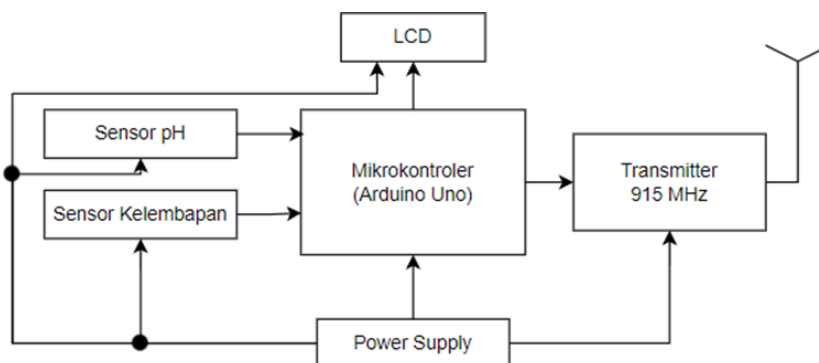 LCD
Sensor pH
Mikrokontroler
(Arduino Uno)
Transmitter
915 MHz
Sensor Kelembapan
Power Supply